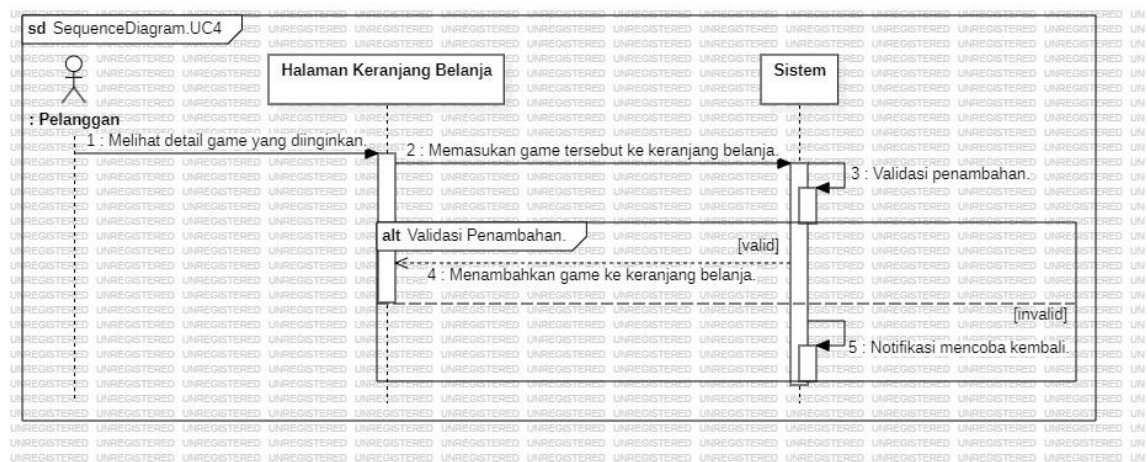 sd SequenceDiagram.UC4
Halaman Keranjang Belanja
Sistem
: Pelanggan
1 : Melihat detail game yang diinginkan.
2 : Memasukan game tersebut ke keranjang belanja.
3 : Validasi penambahan.
alt Validasi Penambahan.
[valid]
4 : Menambahkan game ke keranjang belanja.
[invalid]
5 : Notifikasi mencoba kembali.
UNREGISTERED